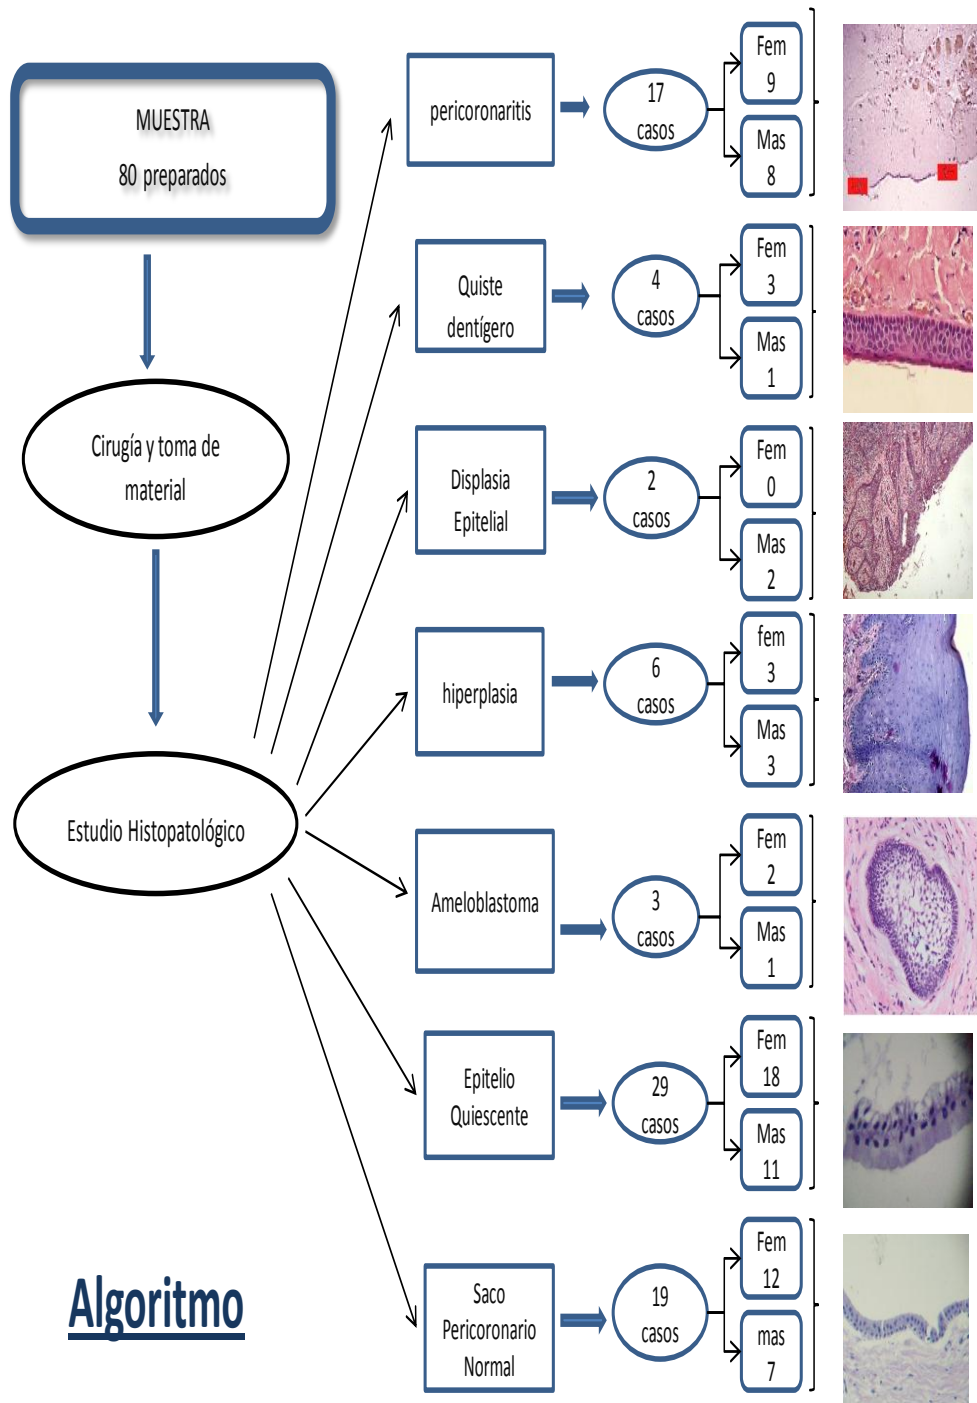 MUESTRA
80 preparados
Cirugía y toma de
material
Estudio Histopatológico
pericoronaritis
17
casos
Fem
9
Mas
8
Quiste
dentígero
4
casos
Fem
3
Mas
1
Displasia
Epitelial
2
casos
Fem
0
Mas
2
hiperplasia
6
casos
fem
3
Mas
3
Ameloblastoma
3
casos
Fem
2
Mas
1
Epitelio
Quiescente
29
casos
Fem
18
Mas
11
Saco
Pericoronario
Normal
19
casos
Fem
12
mas
7
Algoritmo